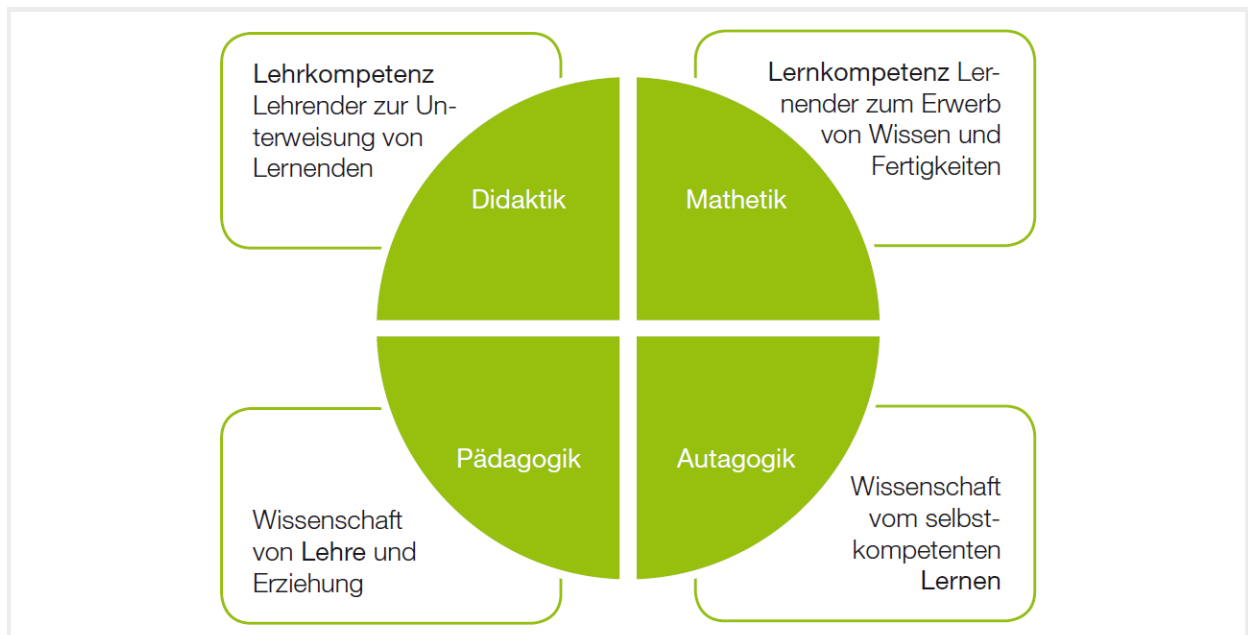 Lehrkompetenz
Lehrender zur Un-
terweisung von
Lernenden
Lernkompetenz Ler-
nender zum Erwerb
von Wissen und
Fertigkeiten
Didaktik
Mathetik
Pädagogik
Autagogik
Wissenschaft
von Lehre und
Erziehung
Wissenschaft
vom selbst-
kompetenten
Lernen